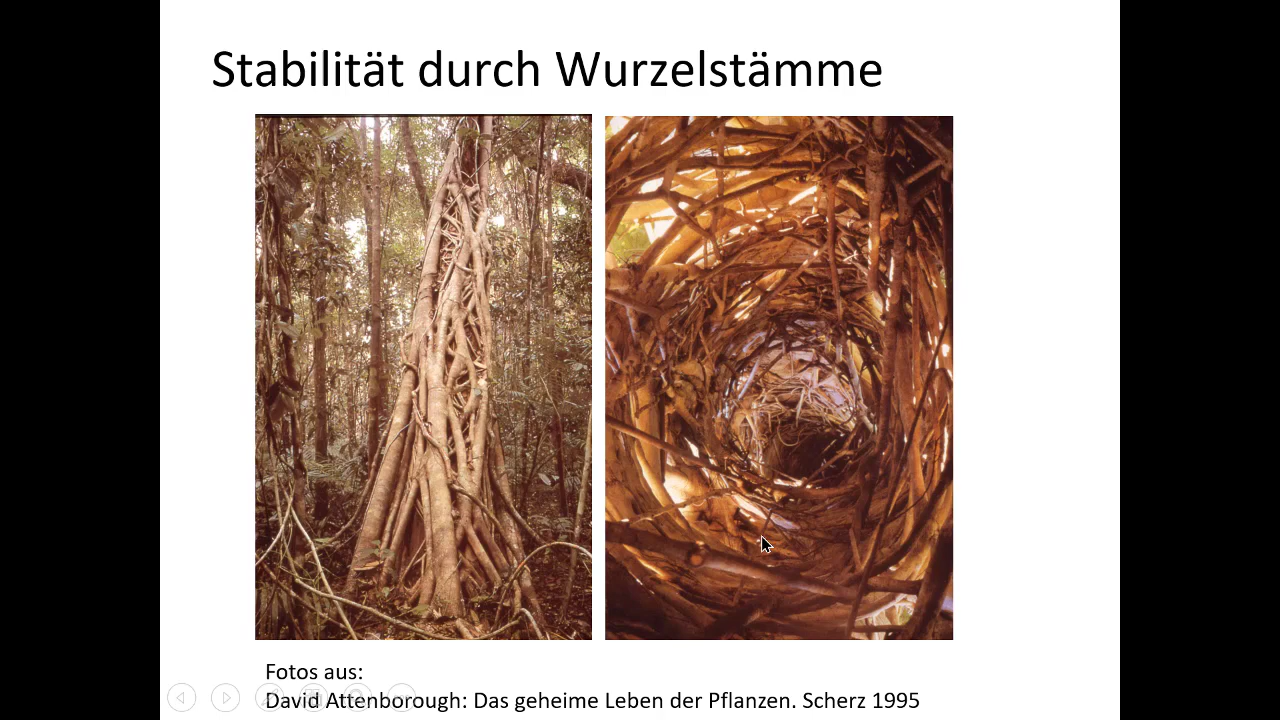 Stabilität durch Wurzelstämme
Fotos aus:
David Attenborough: Das geheime Leben der Pflanzen. Scherz 1995